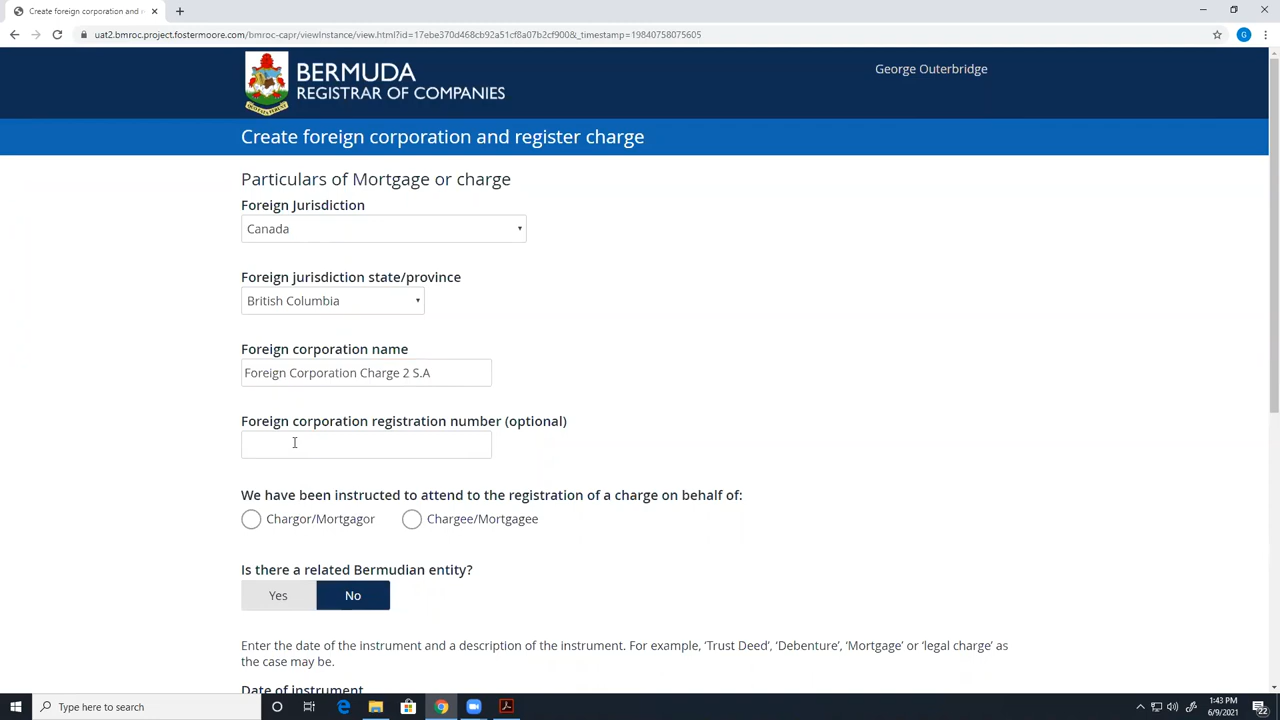 Create foreign corporation and r
uat2.bmroc.project.fostermoore.com/bmroc-capr/viewInstance/view.html?id=17ebe370d468cb92a51cf8a07b2cf900&_timestamp=19840758075605
G
BERMUDA
REGISTRAR OF COMPANIES
George Outerbridge
Create foreign corporation and register charge
Particulars of Mortgage or charge
Foreign Jurisdiction
Canada
Foreign jurisdiction state/province
British Columbia
Foreign corporation name
Foreign Corporation Charge 2 S.A
Foreign corporation registration number (optional)
We have been instructed to attend to the registration of a charge on behalf of:
Chargor/Mortgagor Chargee/Mortgagee
Is there a related Bermudian entity?
Yes No
Enter the date of the instrument and a description of the instrument. For example, ‘Trust Deed’, ‘Debenture’, ‘Mortgage’ or ‘legal charge’ as
the case may be.
Date of instrument
Type here to search
1:43 PM
6/9/2021
22